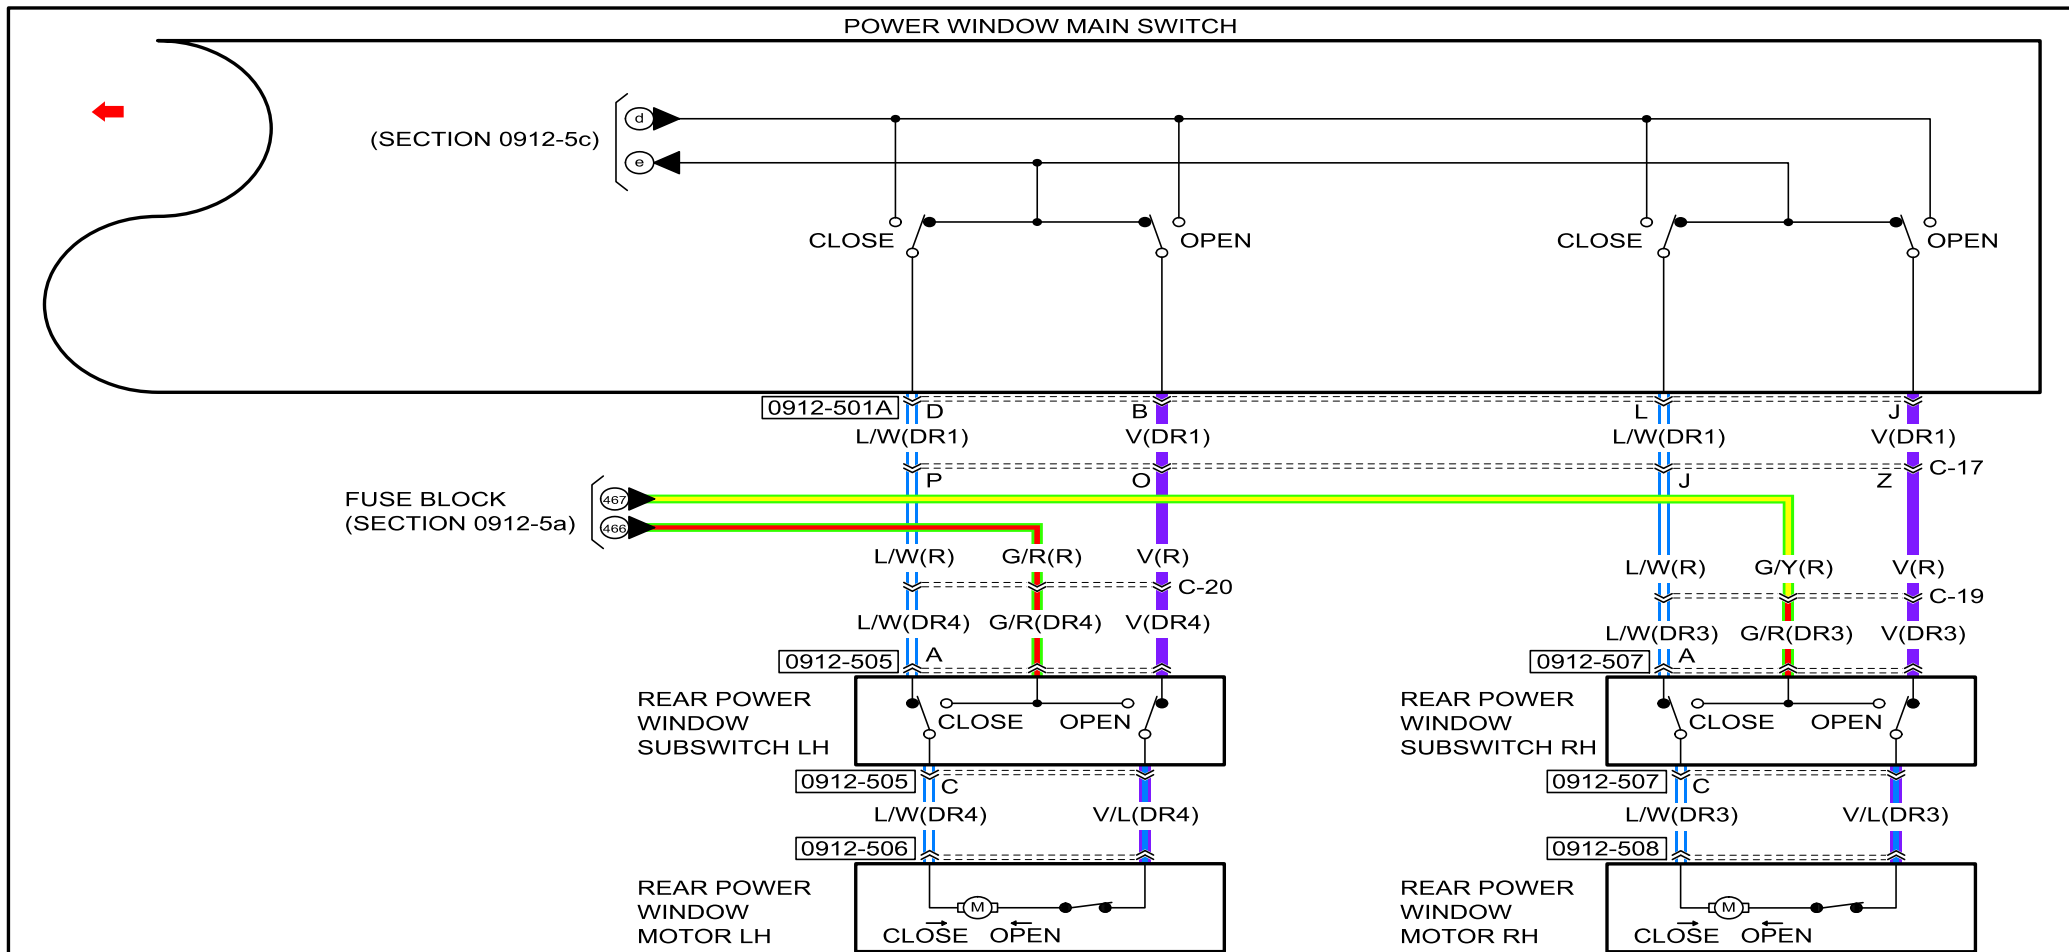 POWER WINDOW MAIN SWITCH
d
(SECTION 0912-5c)
e
CLOSE OPEN CLOSE OPEN
0912-501A D B L J
L/W(DR1) V(DR1) L/W(DR1) V(DR1)
C-17
P O J Z
FUSE BLOCK
(SECTION 0912-5a)
467
466
L/W(R) G/R(R) V(R)
L/W(R) G/Y(R) V(R)
C-20
C-19
L/W(DR4) G/R(DR4) V(DR4)
L/W(DR3) G/R(DR3) V(DR3)
0912-505 A
0912-507 A
REAR POWER
WINDOW
SUBSWITCH LH
CLOSE OPEN
REAR POWER
WINDOW
SUBSWITCH RH
CLOSE OPEN
0912-505 C
0912-507 C
L/W(DR4) V/L(DR4)
L/W(DR3) V/L(DR3)
0912-506
0912-508
REAR POWER
WINDOW
MOTOR LH
M
CLOSE OPEN
REAR POWER
WINDOW
MOTOR RH
M
CLOSE OPEN